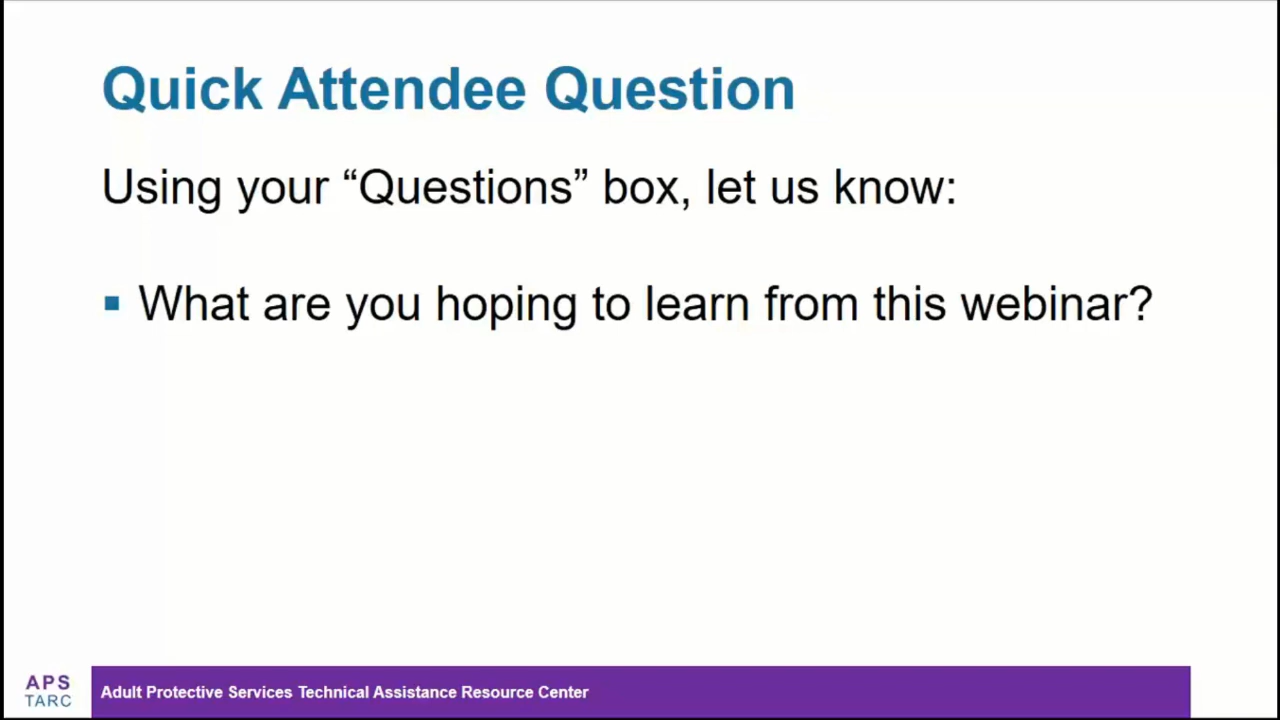 Quick Attendee Question
Using your “Questions” box, let us know:
▪ What are you hoping to learn from this webinar?
APS
TARC
Adult Protective Services Technical Assistance Resource Center